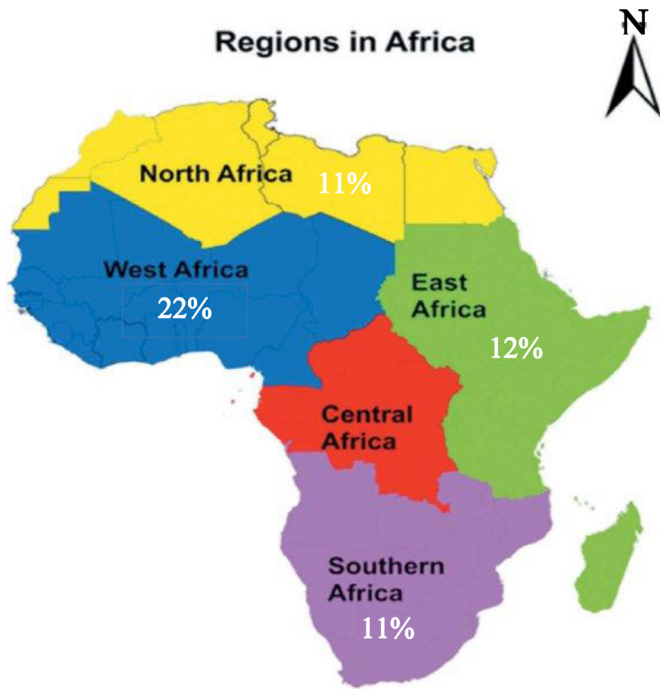 N
Regions in Africa
North Africa 11%
West Africa
22%
East
Africa
12%
Central
Africa
Southern
Africa
11%